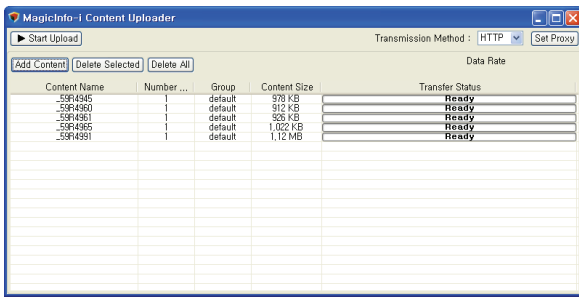 MagicInfo-i Content Uploader
Start Upload Transmission Method : HTTP Set Proxy
Add Content Delete Selected Delete All Data Rate
Content Name Number ... Group Content Size Transfer Status
_59R4945 1 default 978 KB Ready
_59R4960 1 default 912 KB Ready
_59R4961 1 default 926 KB Ready
_59R4965 1 default 1,022 KB Ready
_59R4991 1 default 1,12 MB Ready